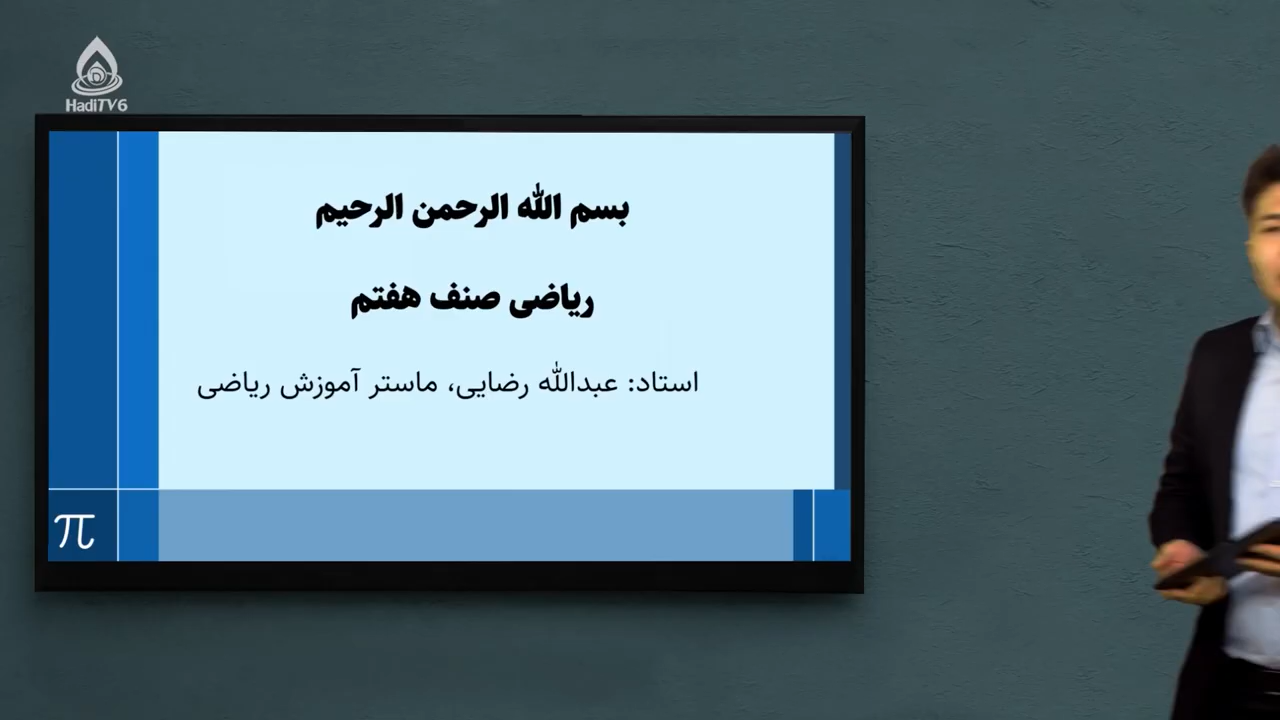 HadiTV6
بسم الله الرحمن الرحیم
ریاضی صنف هفتم
استاد: عبدالله رضایی، ماستر آموزش ریاضی
π